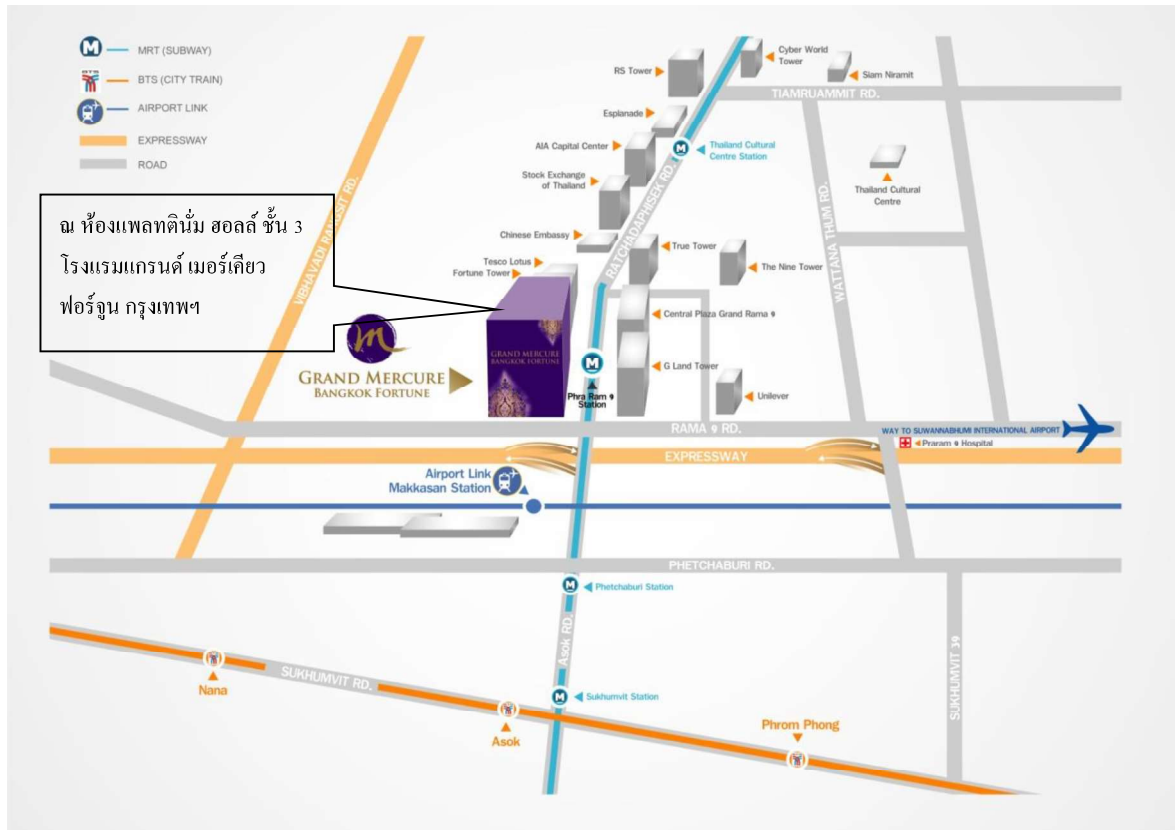 MRT (SUBWAY)
BTS (CITY TRAIN)
AIRPORT LINK
EXPRESSWAY
ROAD
ณ ห้องแพลทตินั่ม ฮอลล์ ชั้น 3
โรงแรมแกรนด์ เมอร์เคียว
ฟอร์จูน กรุงเทพฯ
VIBHAVADI RANGSIT RD.
RS Tower
Cyber World
Tower
Siam Niramit
TIAMRUAMMIT RD.
Esplanade
AIA Capital Center
Thailand Cultural
Centre Station
Stock Exchange
of Thailand
Thailand Cultural
Centre
RATCHADAPHISEK RD.
WATTANA THUM RD.
Chinese Embassy
True Tower
The Nine Tower
Tesco Lotus
Fortune Tower
Central Plaza Grand Rama 9
GRAND MERCURE
BANGKOK FORTUNE
m
GRAND MERCURE
BANGKOK FORTUNE
M
Phra Ram 9
Station
G Land Tower
Unilever
RAMA 9 RD.
WAY TO SUWANNABHUMI INTERNATIONAL AIRPORT
Praram 9 Hospital
EXPRESSWAY
Airport Link
Makkasan Station
PHETCHABURI RD.
Phetchaburi Station
Asok RD.
SUKHUMVIT 39
SUKHUMVIT RD.
Sukhumvit Station
Nana
Asok
Phrom Phong